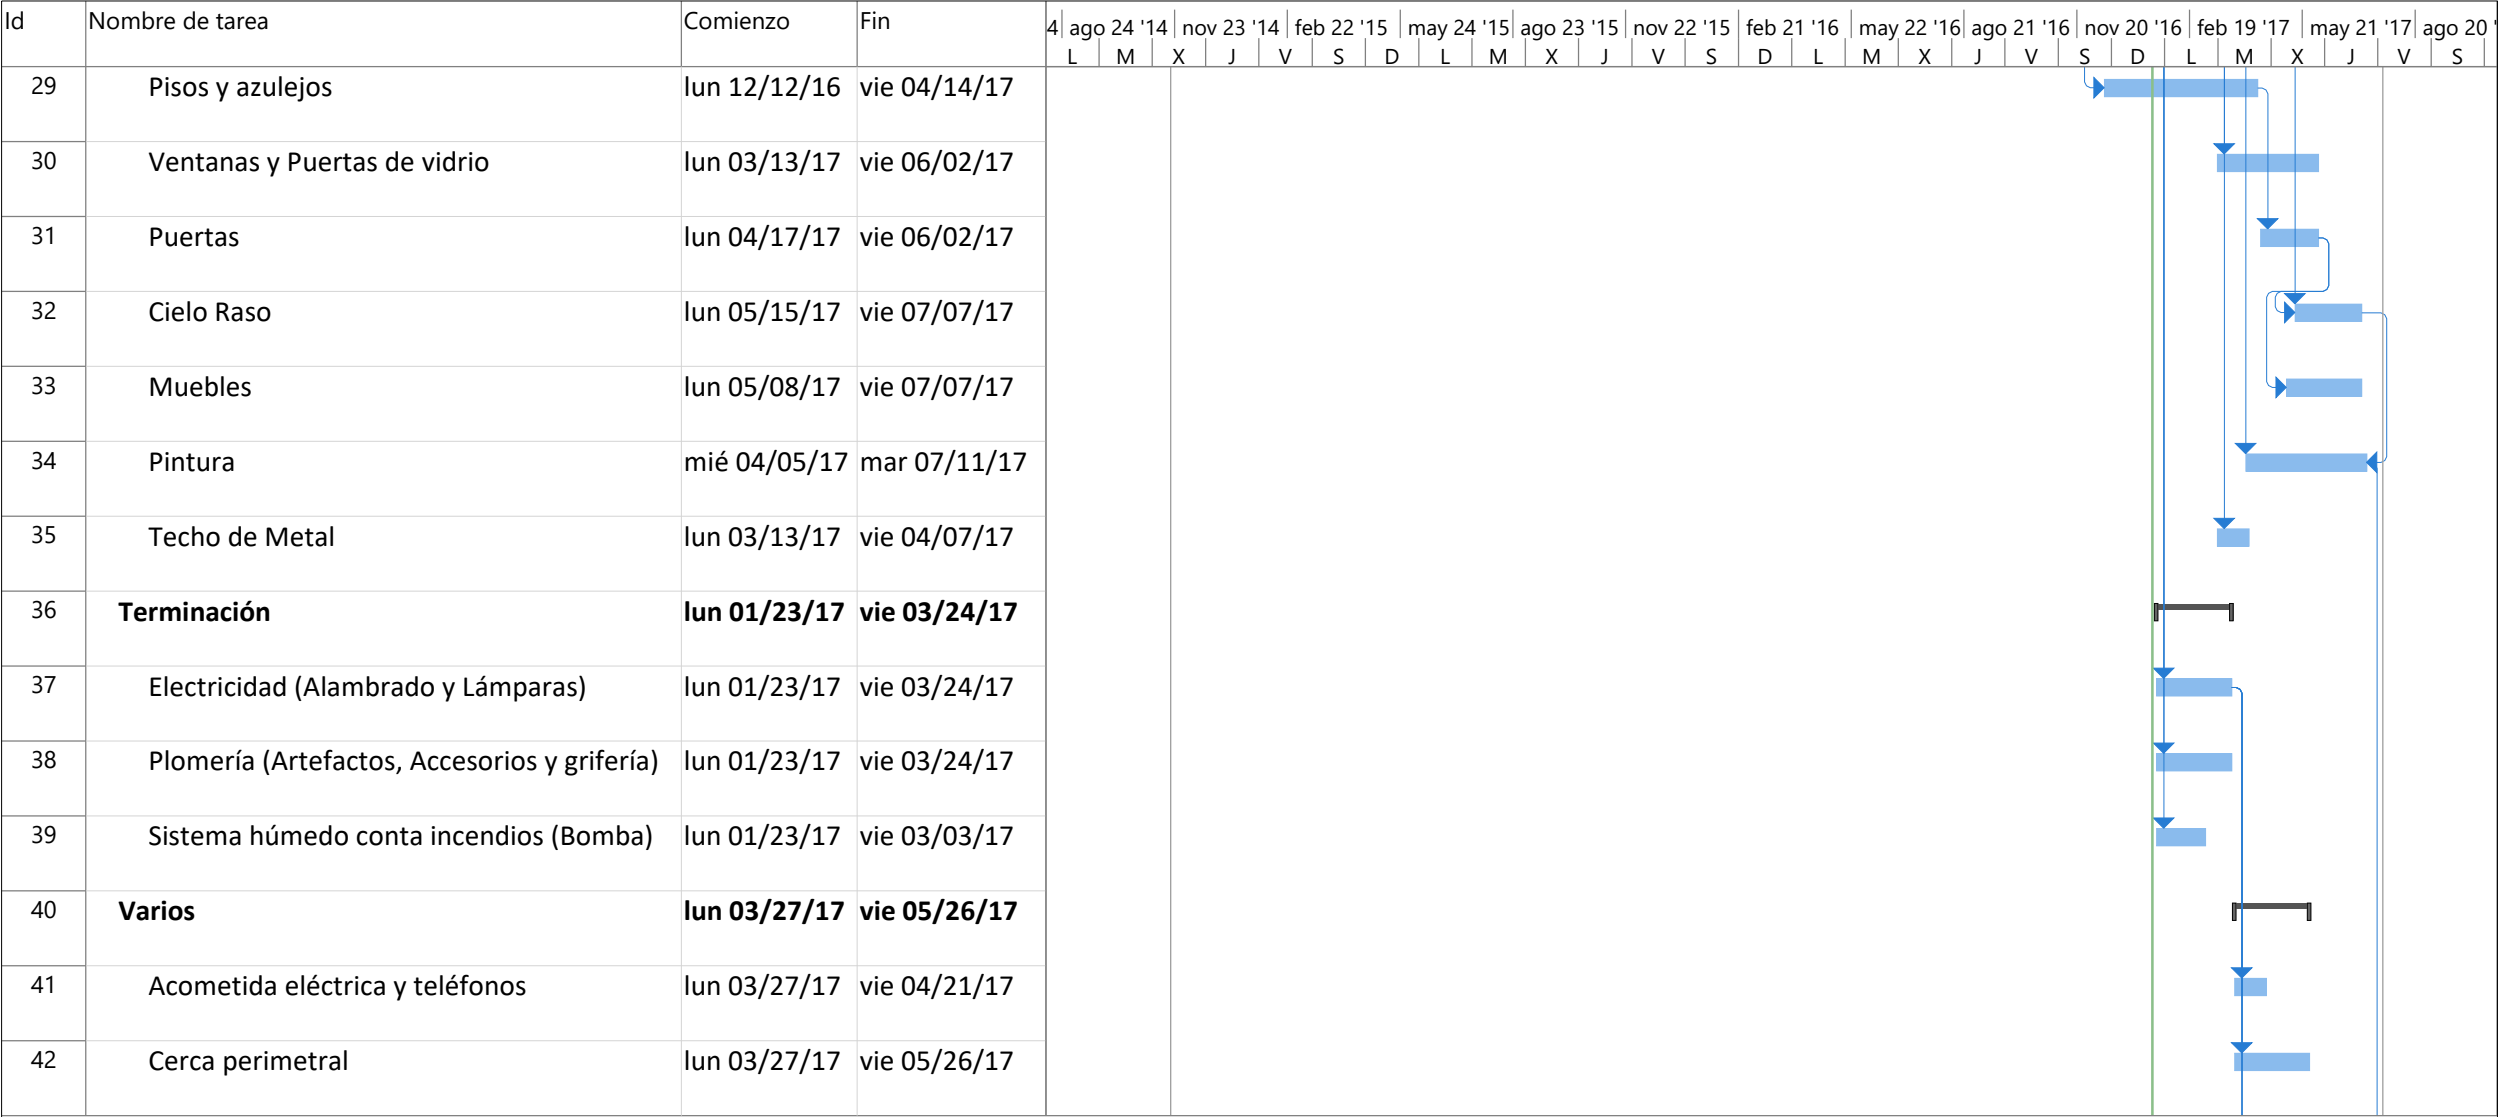 Id Nombre de tarea Comienzo Fin 4 ago 24 '14 nov 23 '14 feb 22 '15 may 24 '15 ago 23 '15 nov 22 '15 feb 21 '16 may 22 '16 ago 21 '16 nov 20 '16 feb 19 '17 may 21 '17 ago 20 '
L M X J V S D L M X J V S D L M X J V S D L M X J V S
29 Pisos y azulejos lun 12/12/16 vie 04/14/17
30 Ventanas y Puertas de vidrio lun 03/13/17 vie 06/02/17
31 Puertas lun 04/17/17 vie 06/02/17
32 Cielo Raso lun 05/15/17 vie 07/07/17
33 Muebles lun 05/08/17 vie 07/07/17
34 Pintura mié 04/05/17 mar 07/11/17
35 Techo de Metal lun 03/13/17 vie 04/07/17
36 Terminación lun 01/23/17 vie 03/24/17
37 Electricidad (Alambrado y Lámparas) lun 01/23/17 vie 03/24/17
38 Plomería (Artefactos, Accesorios y grifería) lun 01/23/17 vie 03/24/17
39 Sistema húmedo conta incendios (Bomba) lun 01/23/17 vie 03/03/17
40 Varios lun 03/27/17 vie 05/26/17
41 Acometida eléctrica y teléfonos lun 03/27/17 vie 04/21/17
42 Cerca perimetral lun 03/27/17 vie 05/26/17